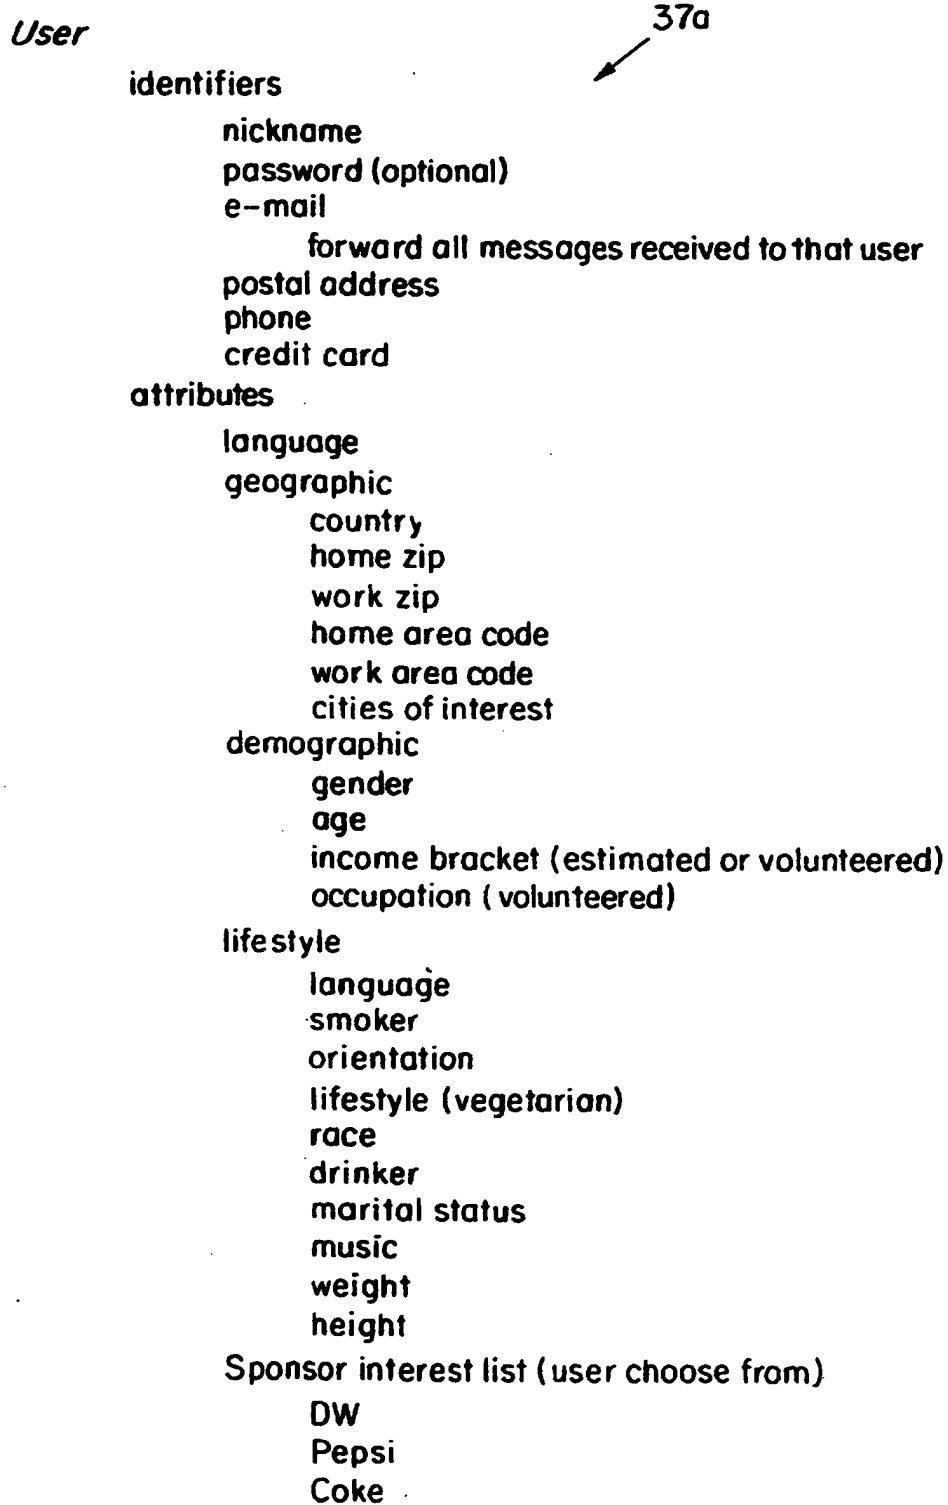 37a
User
identifiers
nickname
password (optional)
e-mail
forward all messages received to that user
postal address
phone
credit card
attributes
language
geographic
country
home zip
work zip
home area code
work area code
cities of interest
demographic
gender
age
income bracket (estimated or volunteered)
occupation (volunteered)
lifestyle
language
smoker
orientation
lifestyle (vegetarian)
race
drinker
marital status
music
weight
height
Sponsor interest list (user choose from)
DW
Pepsi
Coke